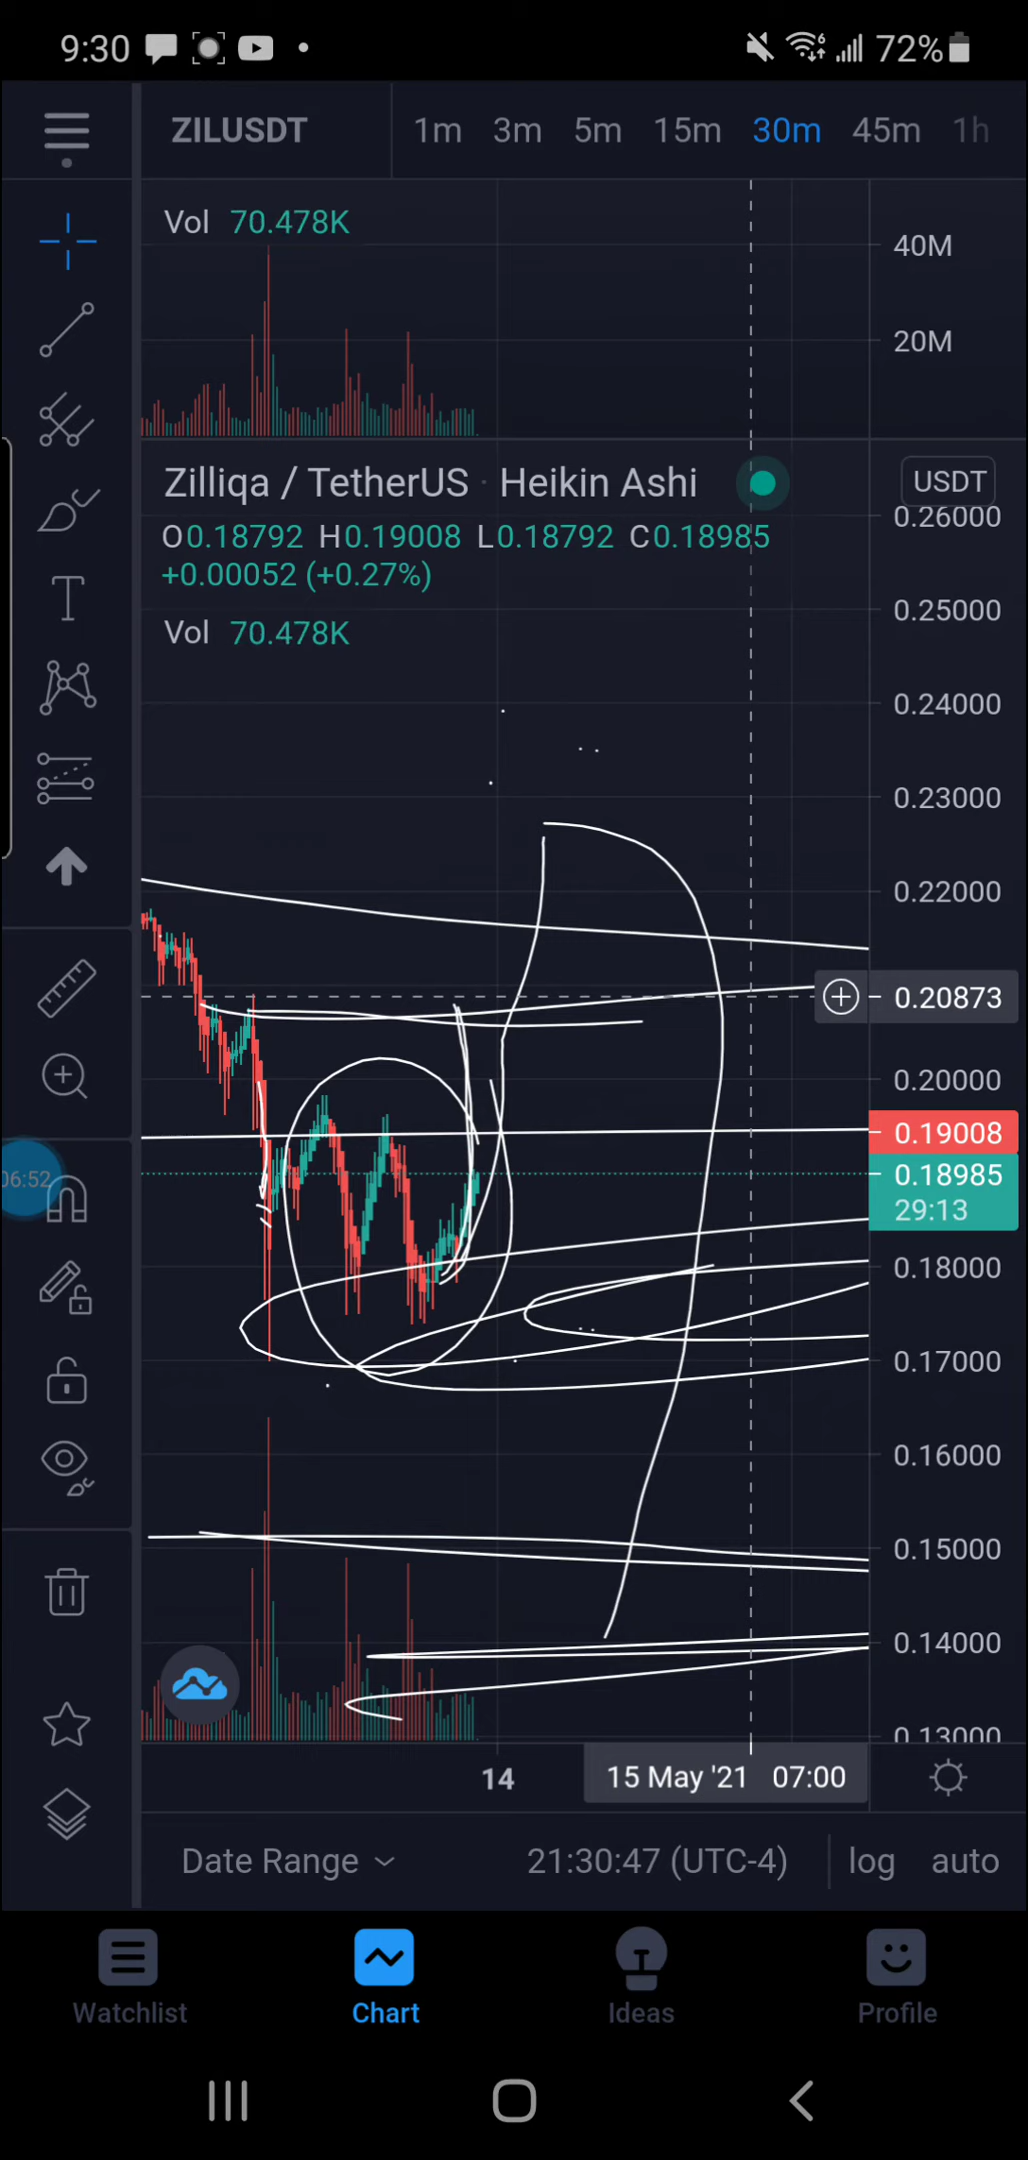 9:30 6 72%
ZILUSDT 1m 3m 5m 15m 30m 45m 1h
Vol 70.478K
40M
20M
Zilliqa / TetherUS · Heikin Ashi USDT
0.26000
O0.18792 H0.19008 L0.18792 C0.18985
+0.00052 (+0.27%)
0.25000
Vol 70.478K
0.24000
0.23000
0.22000
0.20873
0.20000
0.19008
0.18985
06:52
29:13
0.18000
0.17000
0.16000
0.15000
0.14000
0.13000
14 15 May '21 07:00
Date Range 21:30:47 (UTC-4) log auto
Watchlist Chart Ideas Profile